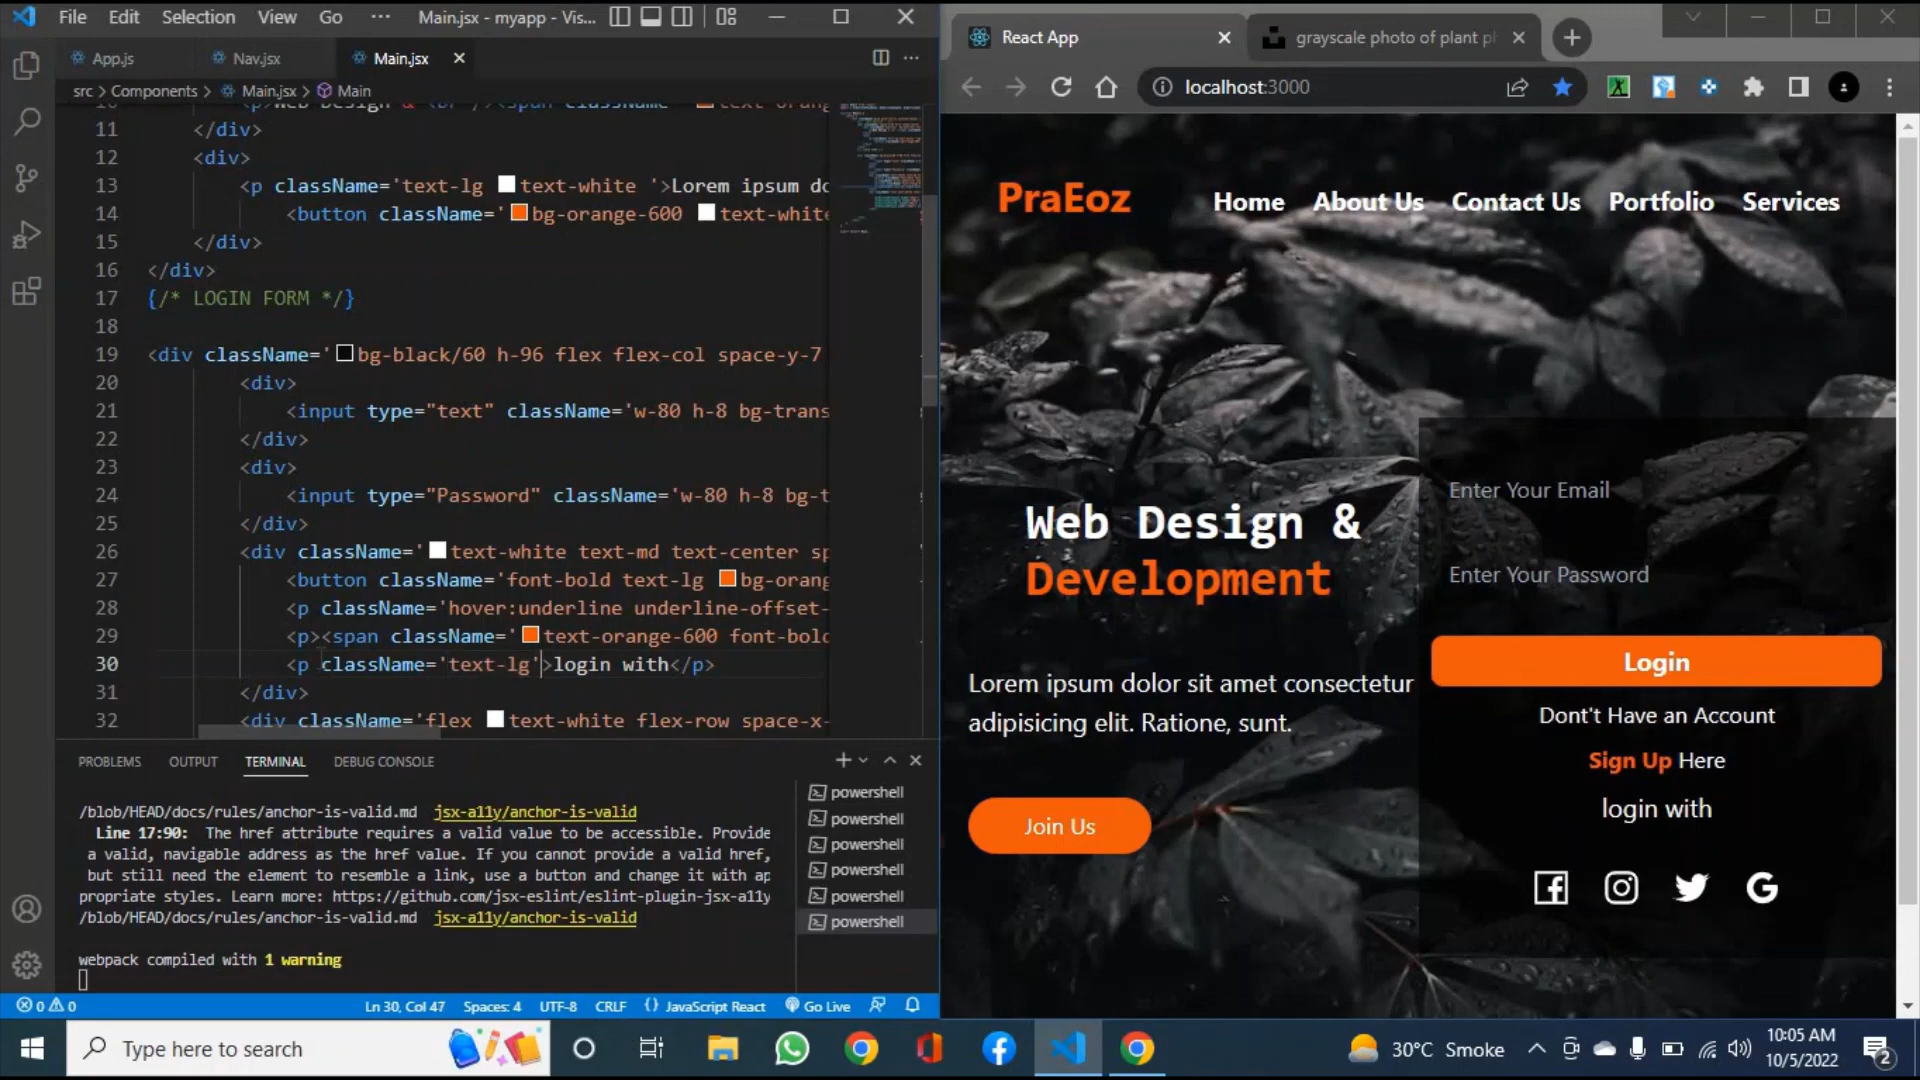 File Edit Selection View Go ··· Main.jsx - myapp - Vis...
App.js Nav.jsx Main.jsx
src > Components > Main.jsx > Main
11 </div>
12 <div>
13 <p className='text-lg text-white '>Lorem ipsum do
14 <button className=' bg-orange-600 text-white
15 </div>
16 </div>
17 {/* LOGIN FORM */}
18
19 <div className=' bg-black/60 h-96 flex flex-col space-y-7
20 <div>
21 <input type="text" className='w-80 h-8 bg-trans
22 </div>
23 <div>
24 <input type="Password" className='w-80 h-8 bg-t
25 </div>
26 <div className=' text-white text-md text-center sp
27 <button className='font-bold text-lg bg-orang
28 <p className='hover:underline underline-offset-
29 <p><span className=' text-orange-600 font-bold
30 <p className='text-lg'>login with</p>
31 </div>
32 <div className='flex text-white flex-row space-x-
PROBLEMS OUTPUT TERMINAL DEBUG CONSOLE
/blob/HEAD/docs/rules/anchor-is-valid.md jsx-a11y/anchor-is-valid
Line 17:90: The href attribute requires a valid value to be accessible. Provide
a valid, navigable address as the href value. If you cannot provide a valid href,
but still need the element to resemble a link, use a button and change it with ap
propriate styles. Learn more: https://github.com/jsx-eslint/eslint-plugin-jsx-a11y
/blob/HEAD/docs/rules/anchor-is-valid.md jsx-a11y/anchor-is-valid
webpack compiled with 1 warning
powershell
powershell
powershell
powershell
powershell
powershell
0 0 Ln 30, Col 47 Spaces: 4 UTF-8 CRLF {} JavaScript React Go Live
React App grayscale photo of plant ph
localhost:3000
PraEoz Home About Us Contact Us Portfolio Services
Web Design &
Development
Lorem ipsum dolor sit amet consectetur
adipisicing elit. Ratione, sunt.
Join Us
Enter Your Email
Enter Your Password
Login
Dont't Have an Account
Sign Up Here
login with
Type here to search 30°C Smoke 10:05 AM
10/5/2022 2